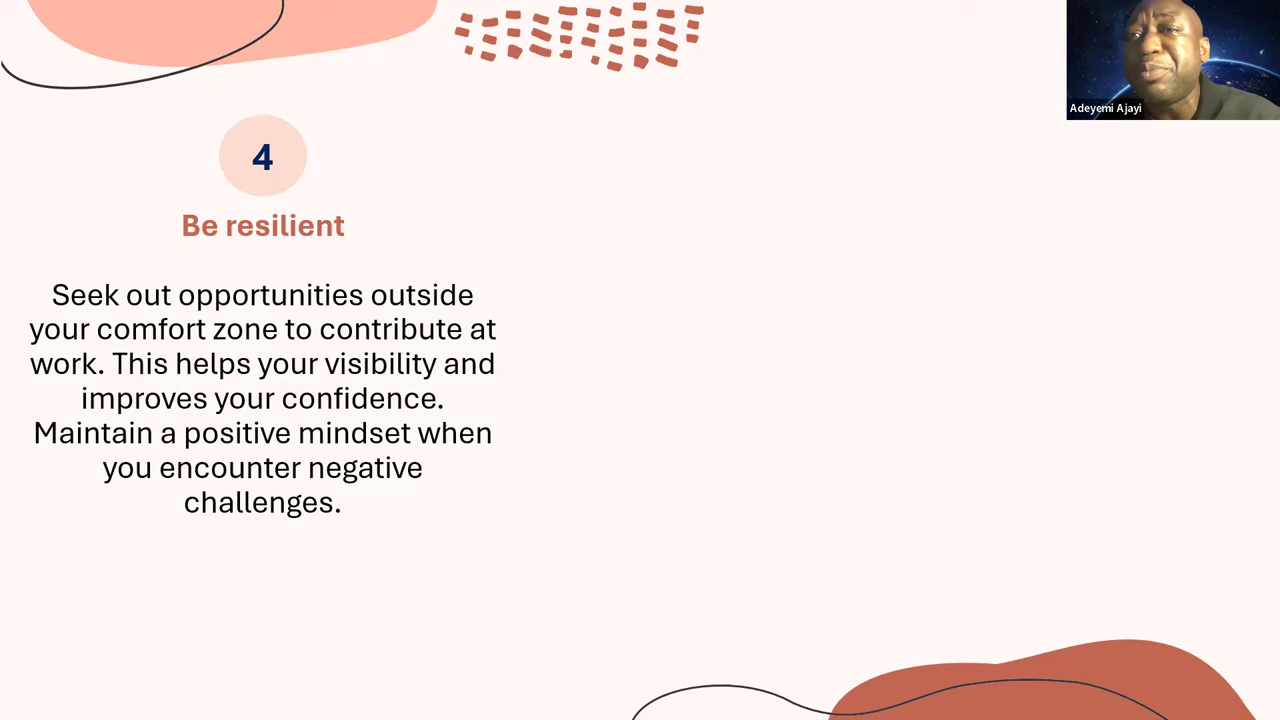 Adeyemi Ajayi
4
Be resilient
Seek out opportunities outside
your comfort zone to contribute at
work. This helps your visibility and
improves your confidence.
Maintain a positive mindset when
you encounter negative
challenges.